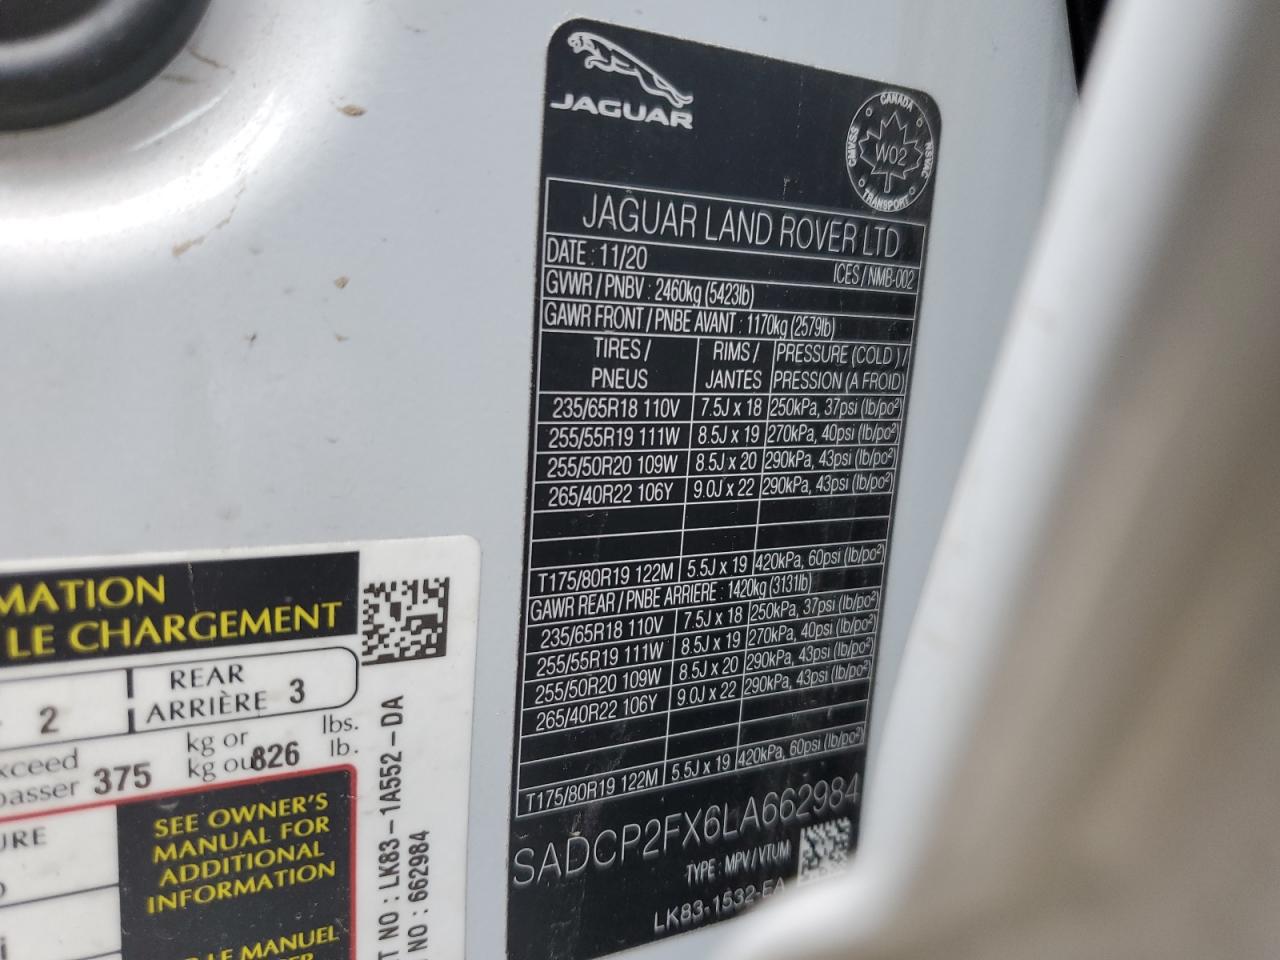 JAGUAR
CANADA
CMVSS
NSVAC
W02
TRANSPORT
JAGUAR LAND ROVER LTD
DATE : 11/20
ICES / NMB-002
GVWR / PNBV : 2460kg (5423lb)
GAWR FRONT / PNBE AVANT : 1170kg (2579lb)
TIRES / PNEUS RIMS / JANTES PRESSURE (COLD ) / PRESSION (A FROID)
235/65R18 110V 7.5J x 18 250kPa, 37psi (lb/po²)
255/55R19 111W 8.5J x 19 270kPa, 40psi (lb/po²)
255/50R20 109W 8.5J x 20 290kPa, 43psi (lb/po²)
265/40R22 106Y 9.0J x 22 290kPa, 43psi (lb/po²)
T175/80R19 122M 5.5J x 19 420kPa, 60psi (lb/po²)
GAWR REAR / PNBE ARRIERE : 1420kg (3131lb)
235/65R18 110V 7.5J x 18 250kPa, 37psi (lb/po²)
255/55R19 111W 8.5J x 19 270kPa, 40psi (lb/po²)
255/50R20 109W 8.5J x 20 290kPa, 43psi (lb/po²)
265/40R22 106Y 9.0J x 22 290kPa, 43psi (lb/po²)
T175/80R19 122M 5.5J x 19 420kPa, 60psi (lb/po²)
SADCP2FX6LA662984
TYPE : MPV / VTUM
LK83-1532-EA
MATION
LE CHARGEMENT
2
REAR
ARRIÈRE 3
xceed
passer 375
kg or
kg ou 826
lbs.
lb.
URE
SEE OWNER'S
MANUAL FOR
ADDITIONAL
INFORMATION
LE MANUEL
T NO : LK83-1A552-DA
NO : 662984